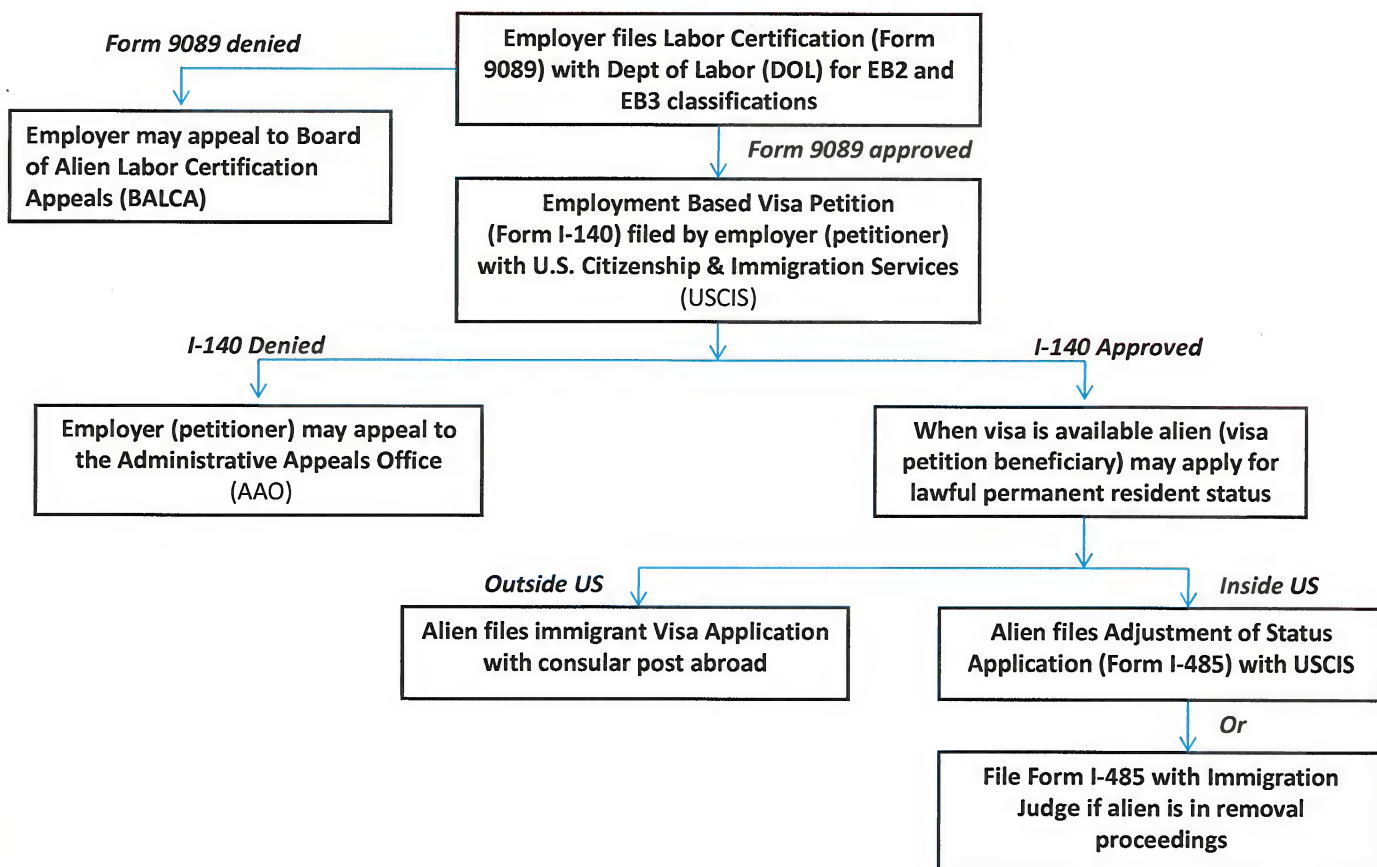 Form 9089 denied
Employer files Labor Certification (Form
9089) with Dept of Labor (DOL) for EB2 and
EB3 classifications
Employer may appeal to Board
of Alien Labor Certification
Appeals (BALCA)
Form 9089 approved
Employment Based Visa Petition
(Form I-140) filed by employer (petitioner)
with U.S. Citizenship & Immigration Services
(USCIS)
I-140 Denied
I-140 Approved
Employer (petitioner) may appeal to
the Administrative Appeals Office
(AAO)
When visa is available alien (visa
petition beneficiary) may apply for
lawful permanent resident status
Outside US
Inside US
Alien files immigrant Visa Application
with consular post abroad
Alien files Adjustment of Status
Application (Form I-485) with USCIS
Or
File Form I-485 with Immigration
Judge if alien is in removal
proceedings